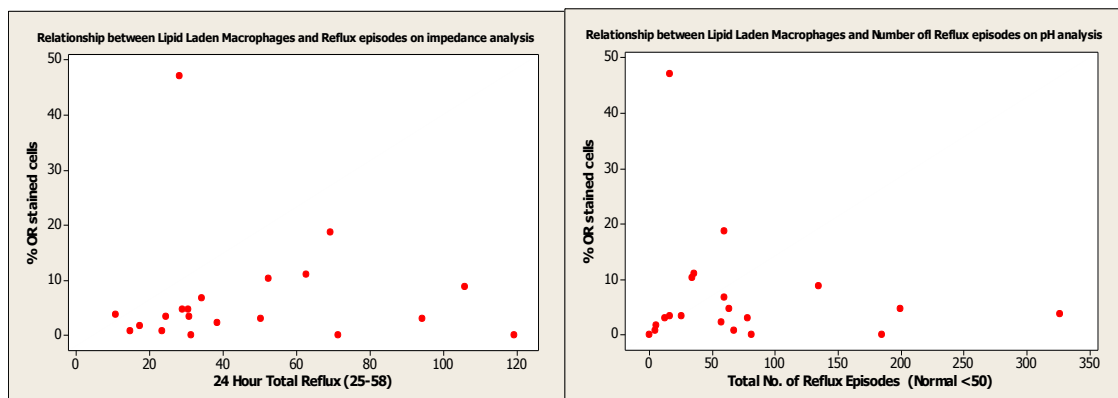 Relationship between Lipid Laden Macrophages and Reflux episodes on impedance analysis
50
40
30
20
10
0
% OR stained cells
0 20 40 60 80 100 120
24 Hour Total Reflux (25-58)
Relationship between Lipid Laden Macrophages and Number of l Reflux episodes on pH analysis
50
40
30
20
10
0
% OR stained cells
0 50 100 150 200 250 300 350
Total No. of Reflux Episodes (Normal <50)